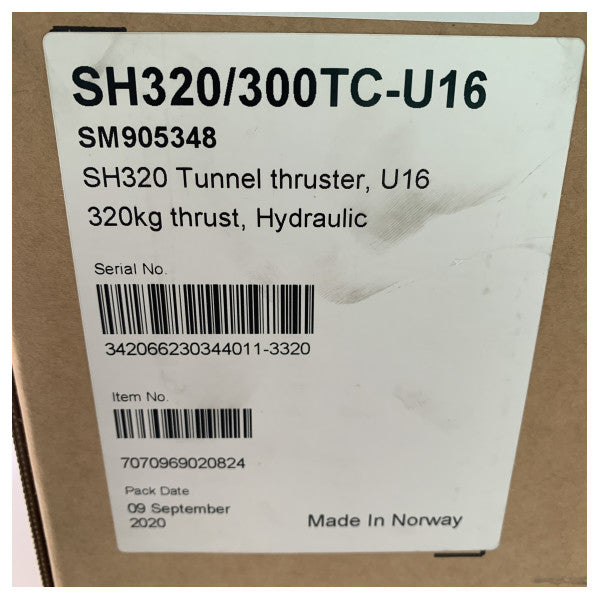 SH320/300TC-U16
SM905348
SH320 Tunnel thruster, U16
320kg thrust, Hydraulic
Serial No.
342066230344011-3320
Item No.
7070969020824
Pack Date
09 September
2020
Made In Norway